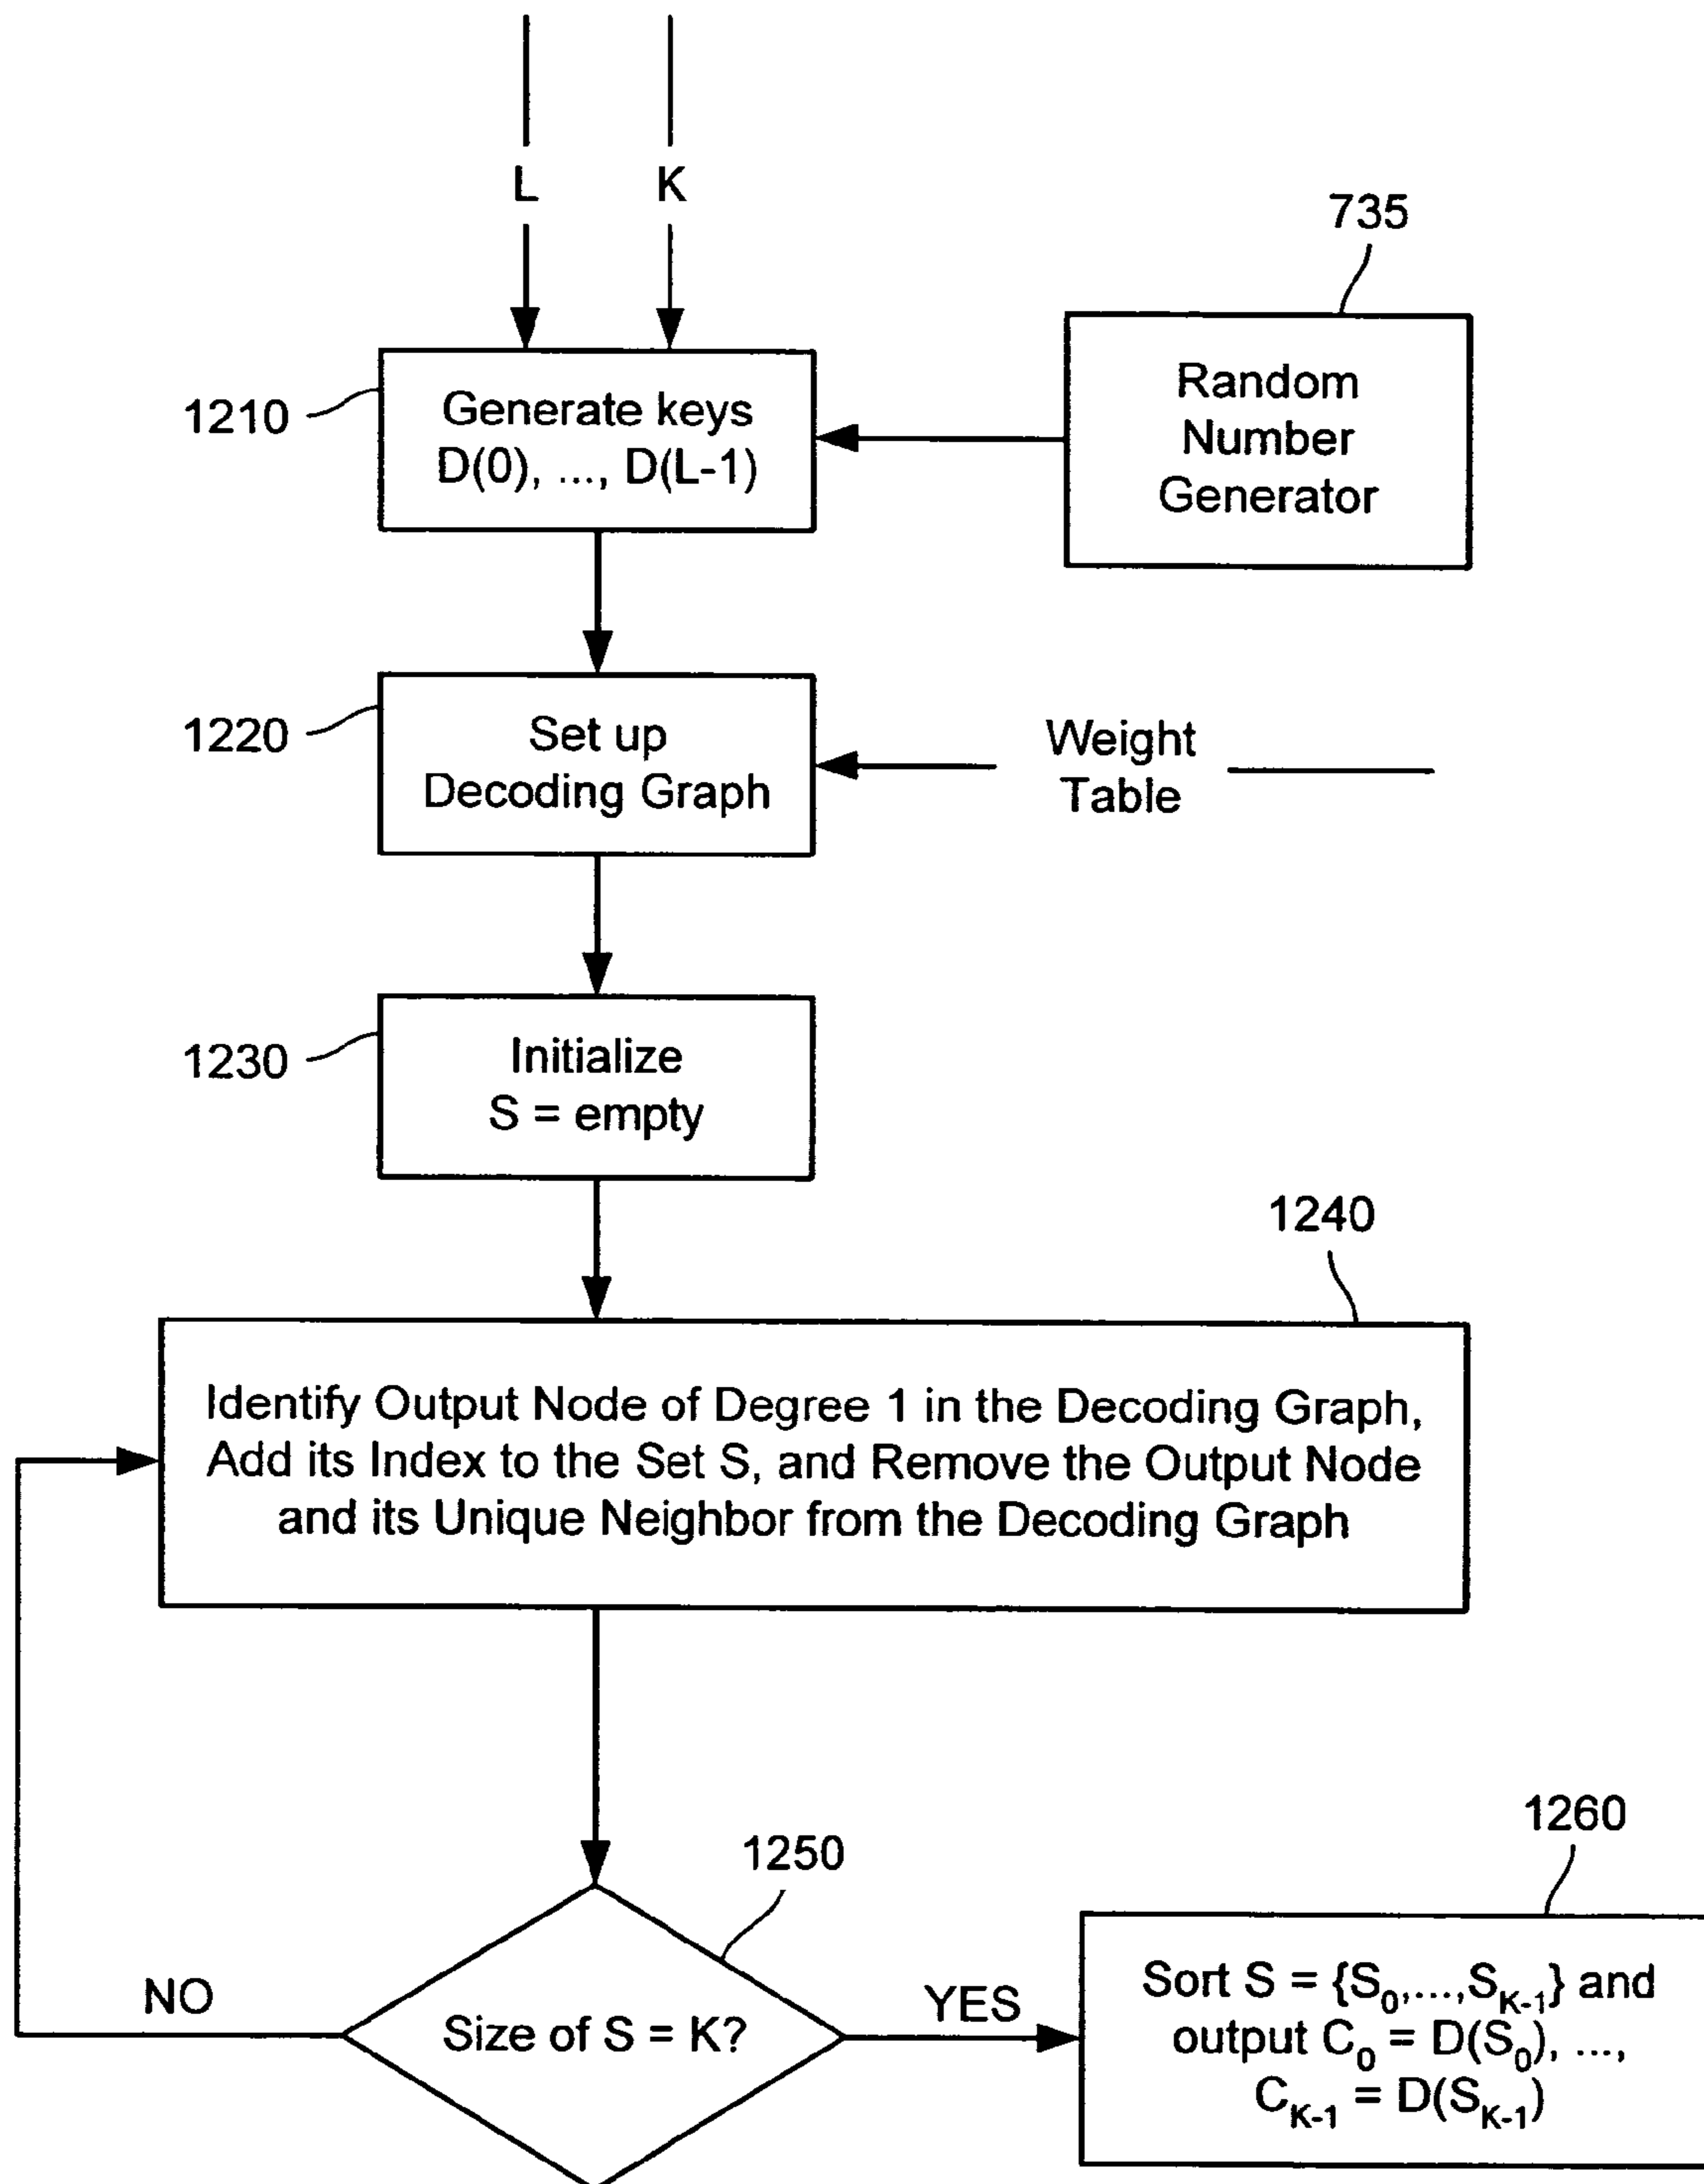 L
K
735
1210
Generate keys
D(0), ..., D(L-1)
Random
Number
Generator
1220
Set up
Decoding Graph
Weight
Table
1230
Initialize
S = empty
1240
Identify Output Node of Degree 1 in the Decoding Graph,
Add its Index to the Set S, and Remove the Output Node
and its Unique Neighbor from the Decoding Graph
1250
1260
NO
Size of S = K?
YES
Sort S = {S₀,...,S_K-1} and
output C₀ = D(S₀), ...,
C_K-1 = D(S_K-1)